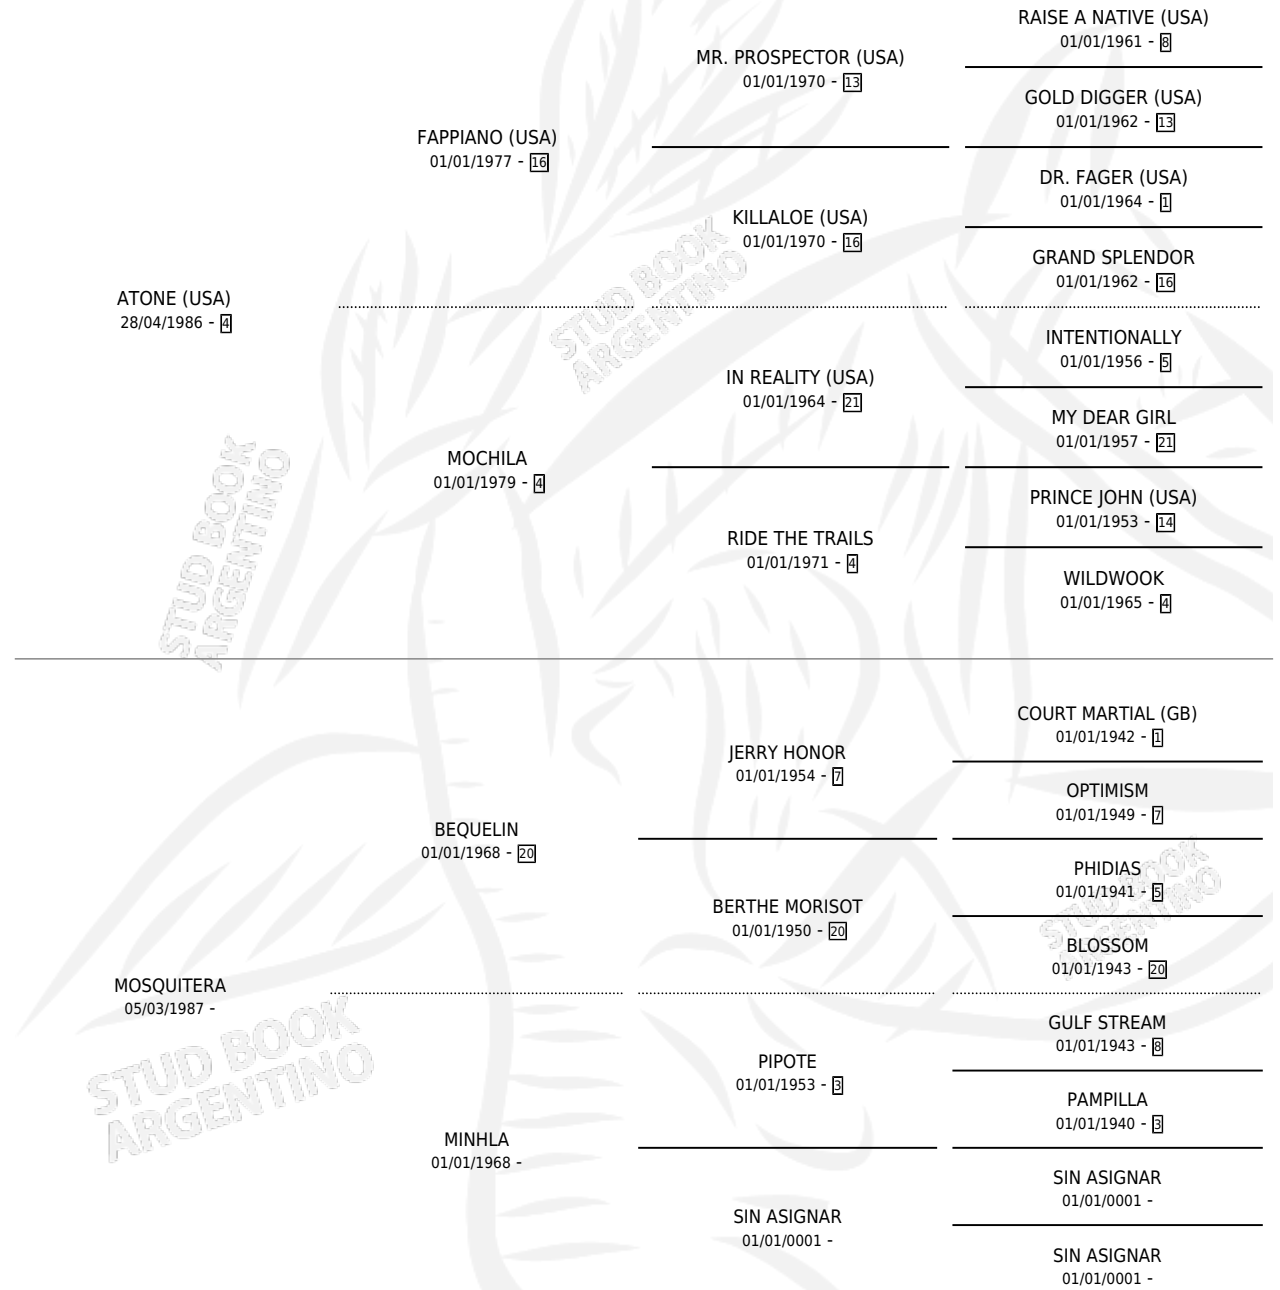 RAISE A NATIVE (USA)
01/01/1961 - 8
MR. PROSPECTOR (USA)
01/01/1970 - 13
GOLD DIGGER (USA)
01/01/1962 - 13
FAPPIANO (USA)
01/01/1977 - 16
DR. FAGER (USA)
01/01/1964 - 1
KILLALOE (USA)
01/01/1970 - 16
GRAND SPLENDOR
01/01/1962 - 16
ATONE (USA)
28/04/1986 - 4
INTENTIONALLY
01/01/1956 - 5
IN REALITY (USA)
01/01/1964 - 21
MY DEAR GIRL
01/01/1957 - 21
MOCHILA
01/01/1979 - 4
PRINCE JOHN (USA)
01/01/1953 - 14
RIDE THE TRAILS
01/01/1971 - 4
WILDWOOK
01/01/1965 - 4
COURT MARTIAL (GB)
01/01/1942 - 1
JERRY HONOR
01/01/1954 - 7
OPTIMISM
01/01/1949 - 7
BEQUELIN
01/01/1968 - 20
PHIDIAS
01/01/1941 - 5
BERTHE MORISOT
01/01/1950 - 20
BLOSSOM
01/01/1943 - 20
MOSQUITERA
05/03/1987 -
GULF STREAM
01/01/1943 - 8
PIPOTE
01/01/1953 - 3
PAMPILLA
01/01/1940 - 3
MINHLA
01/01/1968 -
SIN ASIGNAR
01/01/0001 -
SIN ASIGNAR
01/01/0001 -
SIN ASIGNAR
01/01/0001 -
STUD BOOK
ARGENTINO
STUD BOOK
ARGENTINO
STUD BOOK
ARGENTINO
STUD BOOK
ARGENTINO